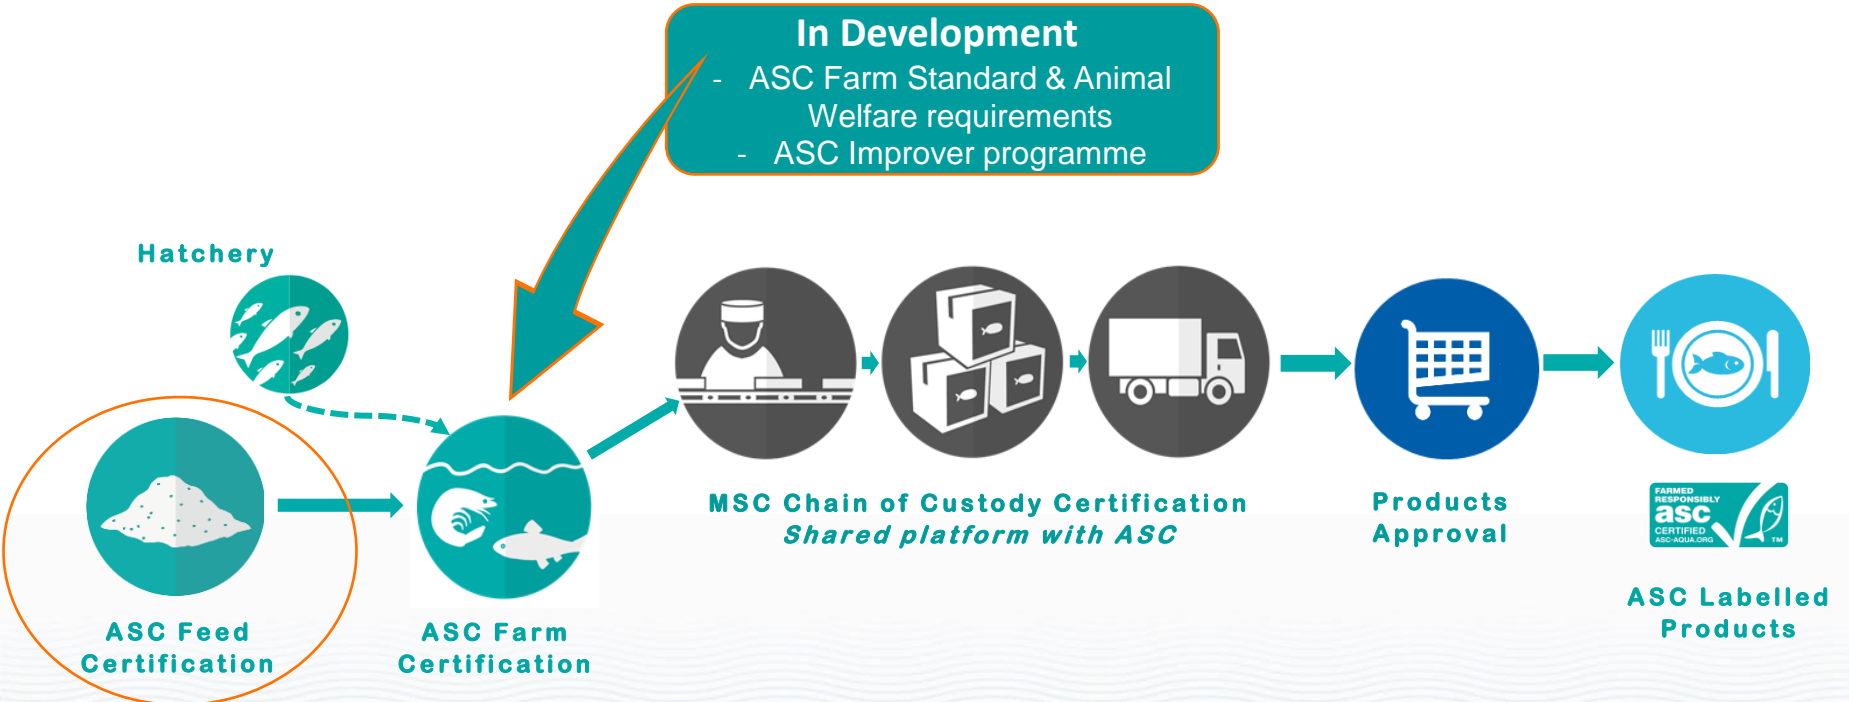 In Development
- ASC Farm Standard & Animal
Welfare requirements
- ASC Improver programme
Hatchery
ASC Feed
Certification
ASC Farm
Certification
MSC Chain of Custody Certification
Shared platform with ASC
Products
Approval
FARMED
RESPONSIBLY
asc
CERTIFIED
ASC-AQUA.ORG
TM
ASC Labelled
Products